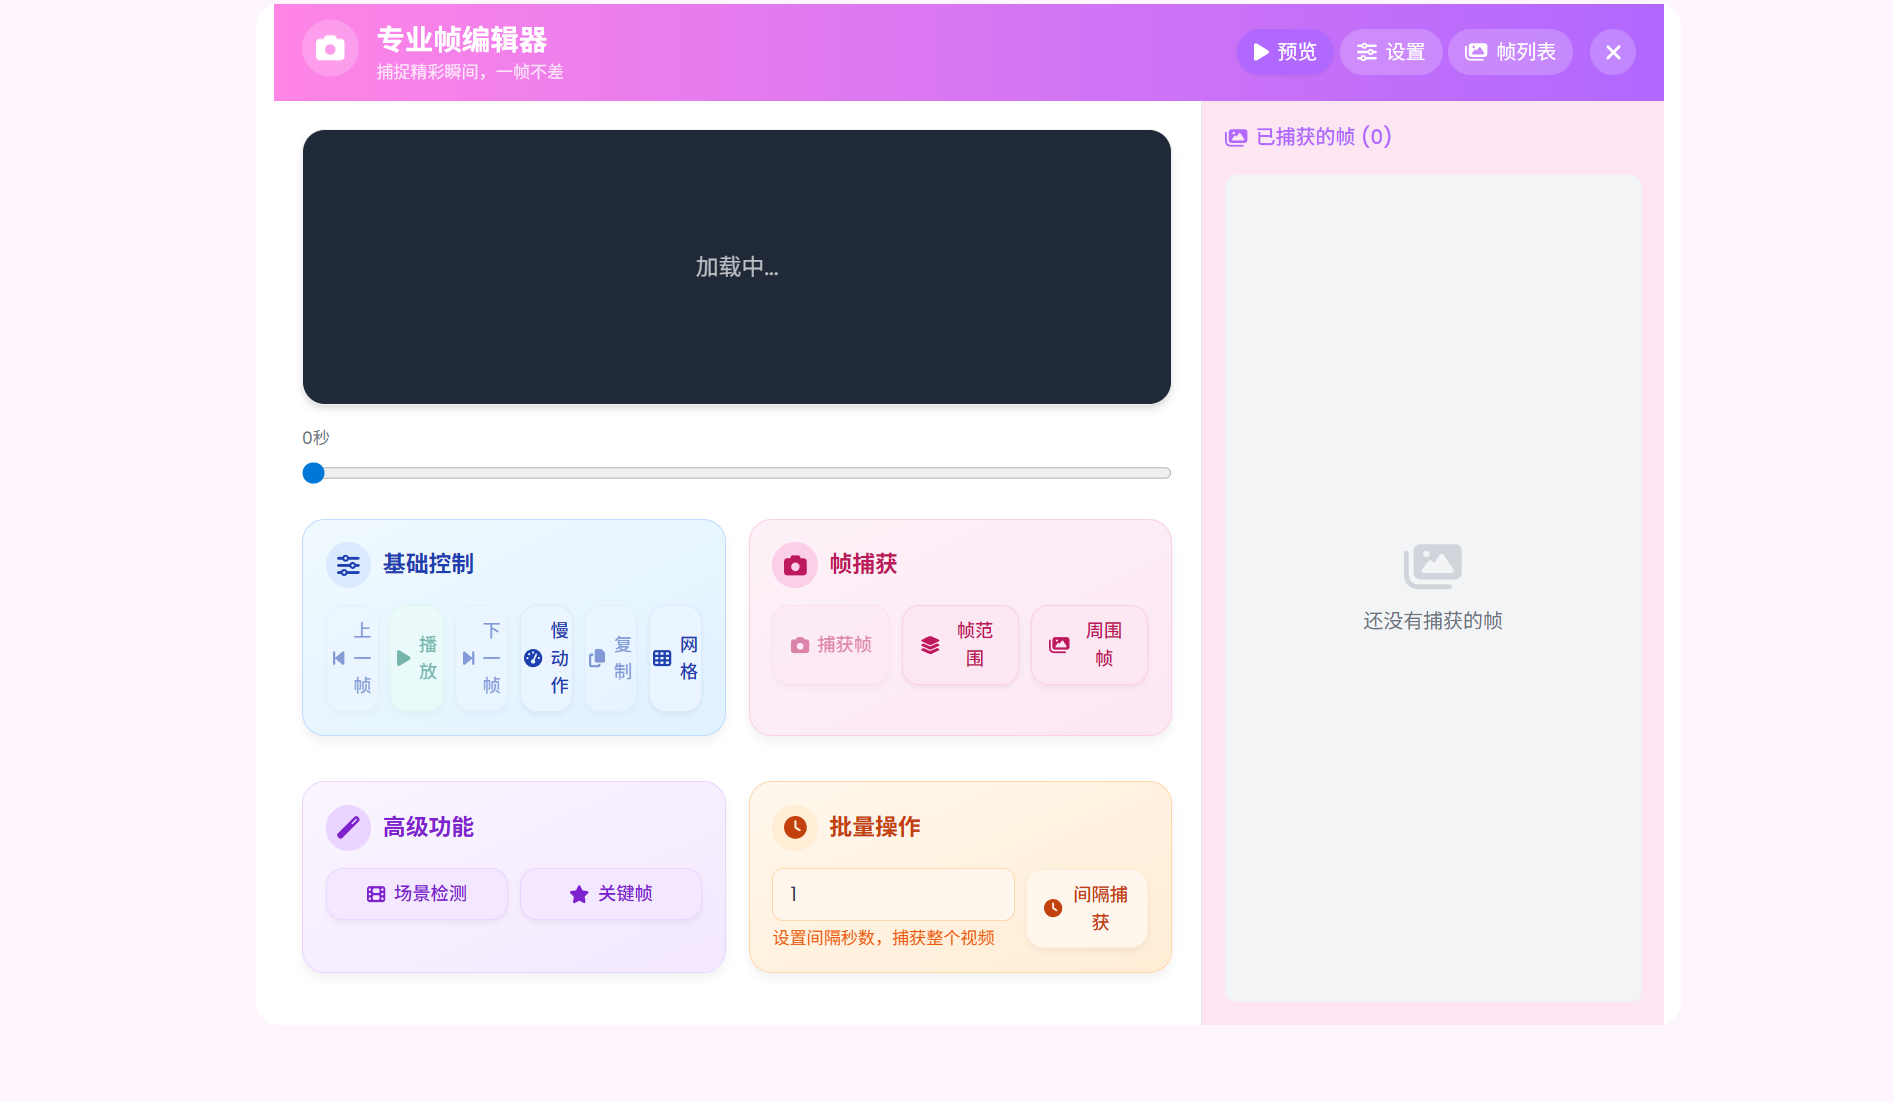 专业帧编辑器
捕捉精彩瞬间，一帧不差
预览
设置
帧列表
加载中...
0秒
基础控制
上一帧
播放
下一帧
慢动作
复制
网格
帧捕获
捕获帧
帧范围
周围帧
高级功能
场景检测
关键帧
批量操作
1
设置间隔秒数，捕获整个视频
间隔捕获
已捕获的帧 (0)
还没有捕获的帧